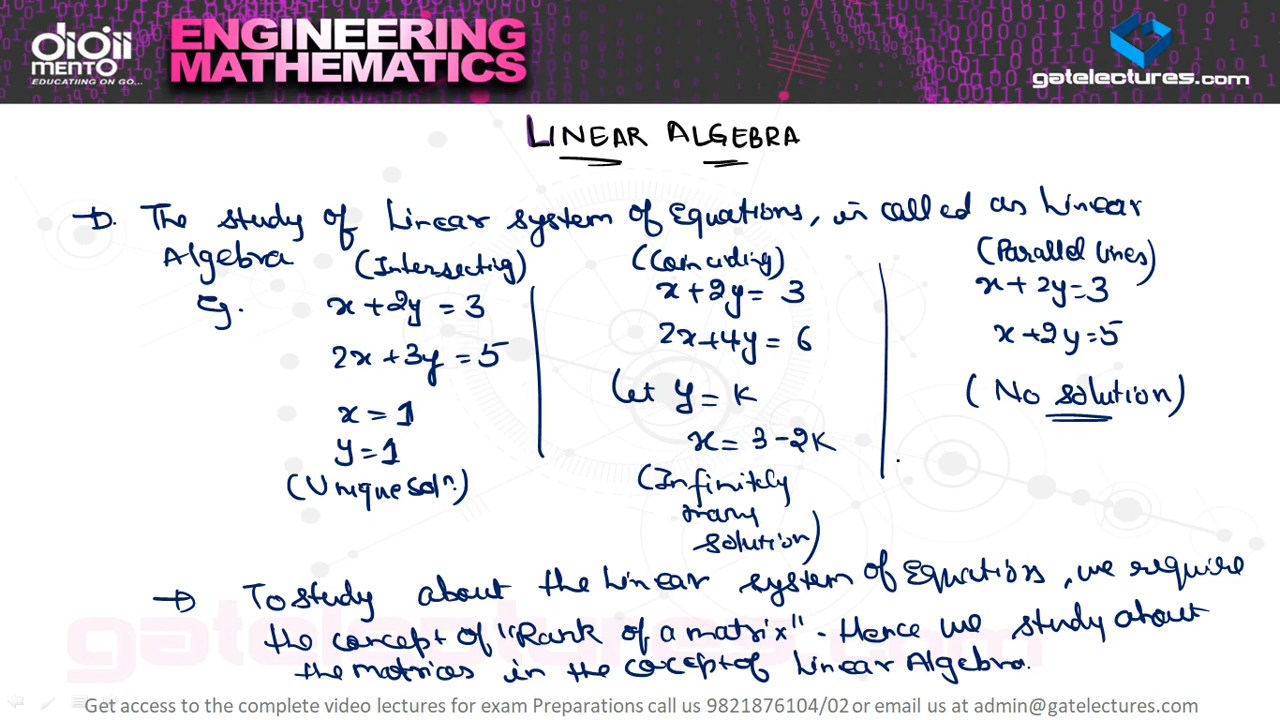 digii
MENTO
EDUCATIING ON GO...
ENGINEERING
MATHEMATICS
gatelectures.com
LINEAR ALGEBRA
D. The study of Linear system of Equations, is called as Linear
Algebra
(Intersecting)
Eg. x + 2y = 3
2x + 3y = 5
x = 1
y = 1
(Unique Soln.)
(Coinciding)
x + 2y = 3
2x + 4y = 6
Let y = k
x = 3 - 2k
(Infinitely
many
solution)
(Parallel lines)
x + 2y = 3
x + 2y = 5
(No solution)
→ To study about the Linear system of Equations, we require
the concept of "Rank of a matrix". Hence we study about
the matrices in the cocept of Linear Algebra.
gatelectures.com
Get access to the complete video lectures for exam Preparations call us 9821876104/02 or email us at admin@gatelectures.com